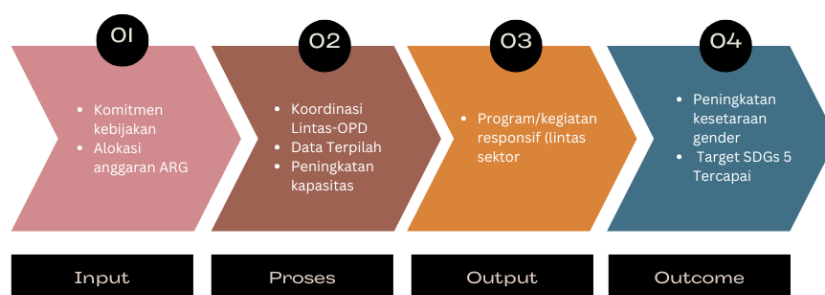 01
Komitmen
kebijakan
Alokasi
anggaran ARG
02
Koordinasi
Lintas-OPD
Data Terpilah
Peningkatan
kapasitas
03
Program/kegiatan
responsif (lintas
sektor
04
Peningkatan
kesetaraan
gender
Target SDGs 5
Tercapai
Input
Proses
Output
Outcome